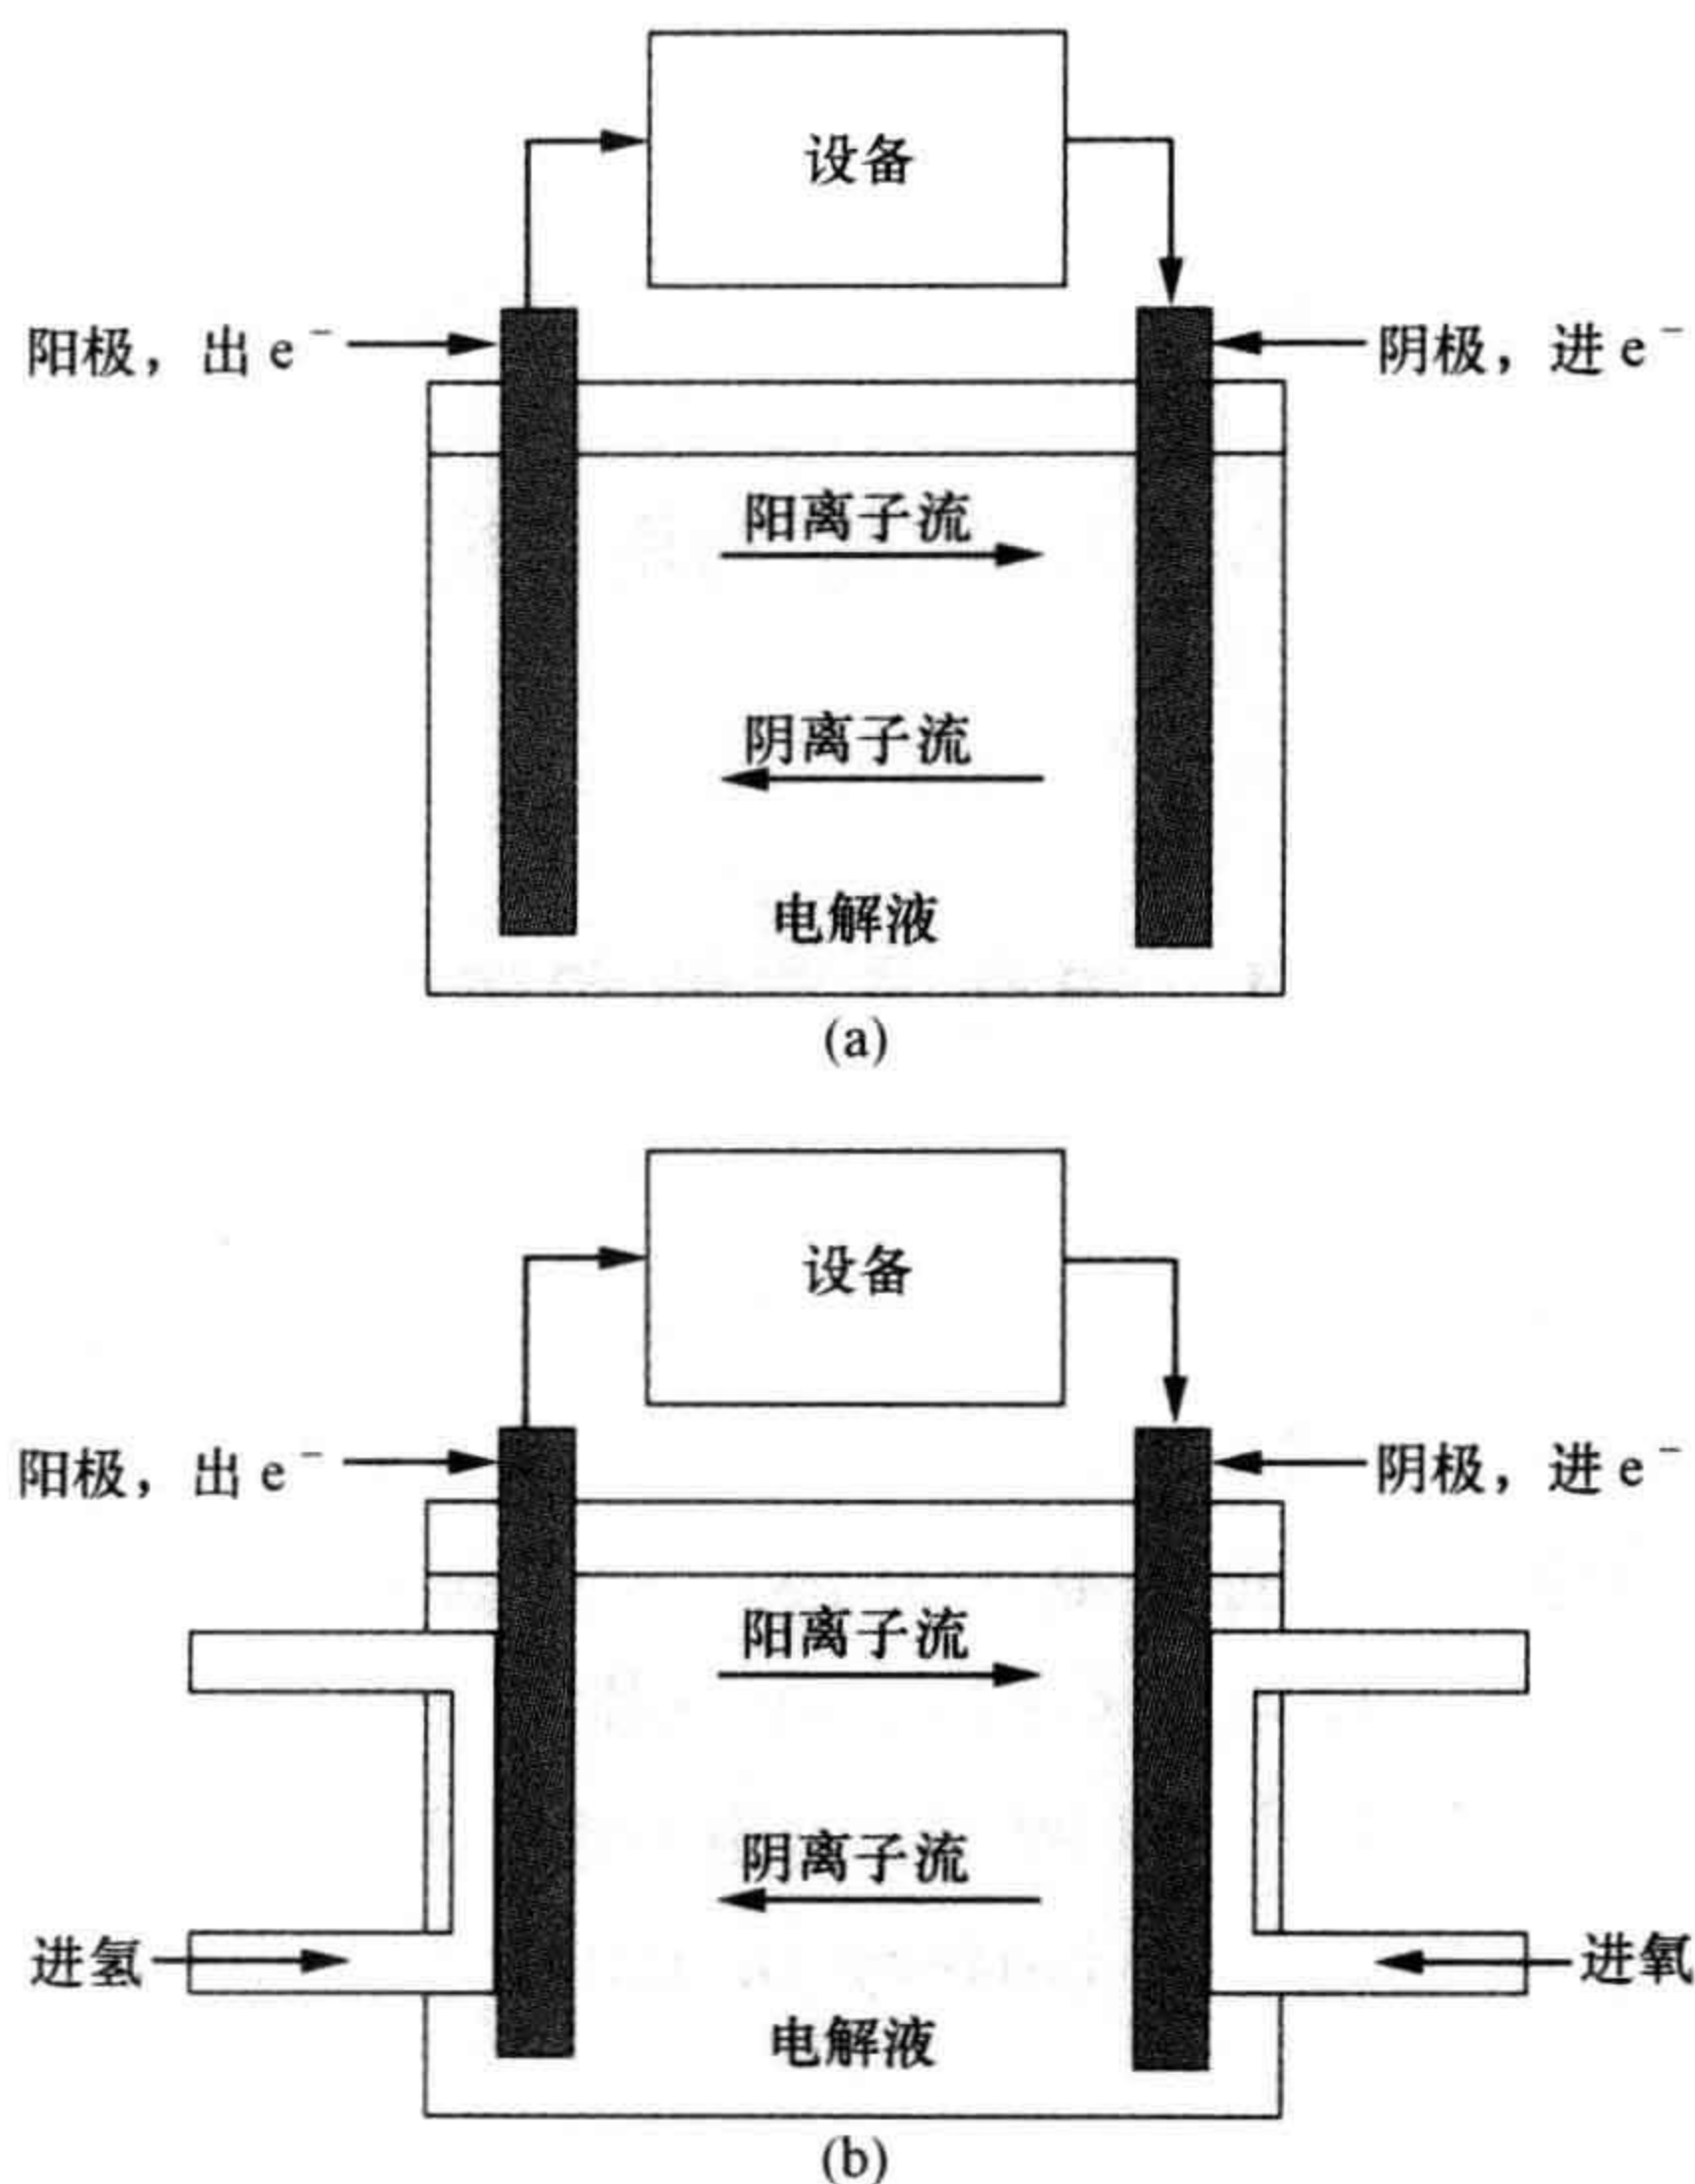 设备
阳极，出 e⁻
阴极，进 e⁻
阳离子流
阴离子流
电解液
(a)
设备
阳极，出 e⁻
阴极，进 e⁻
阳离子流
阴离子流
进氢
进氧
电解液
(b)